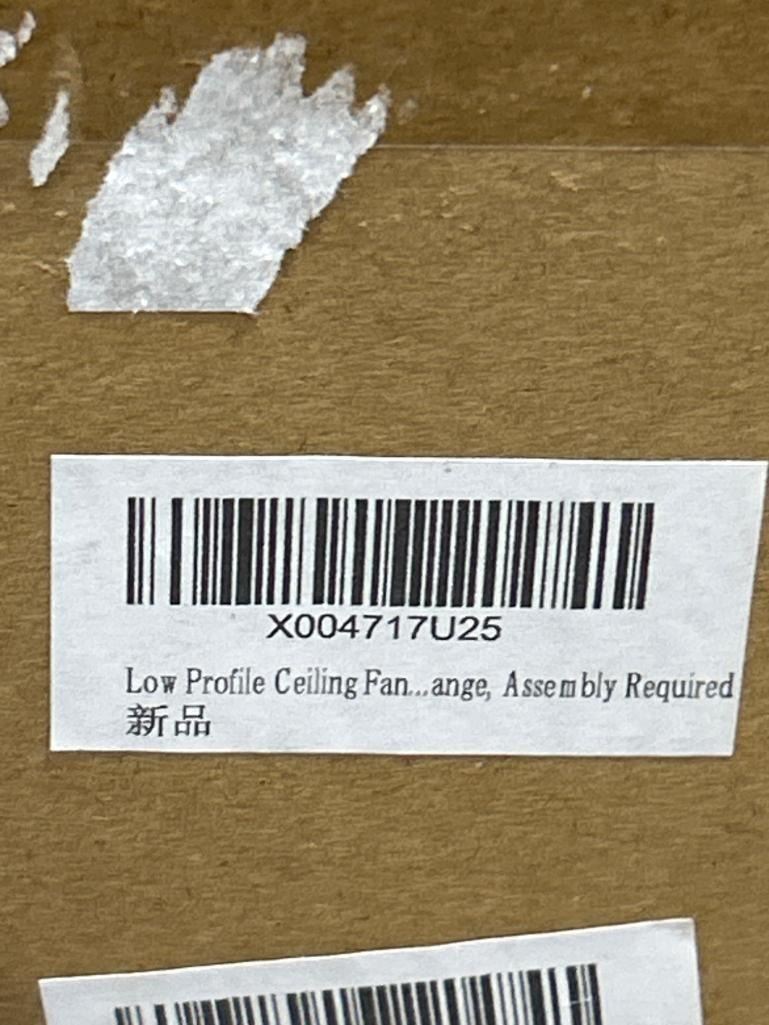 X004717U25
Low Profile Ceiling Fan...ange, Assembly Required
新品